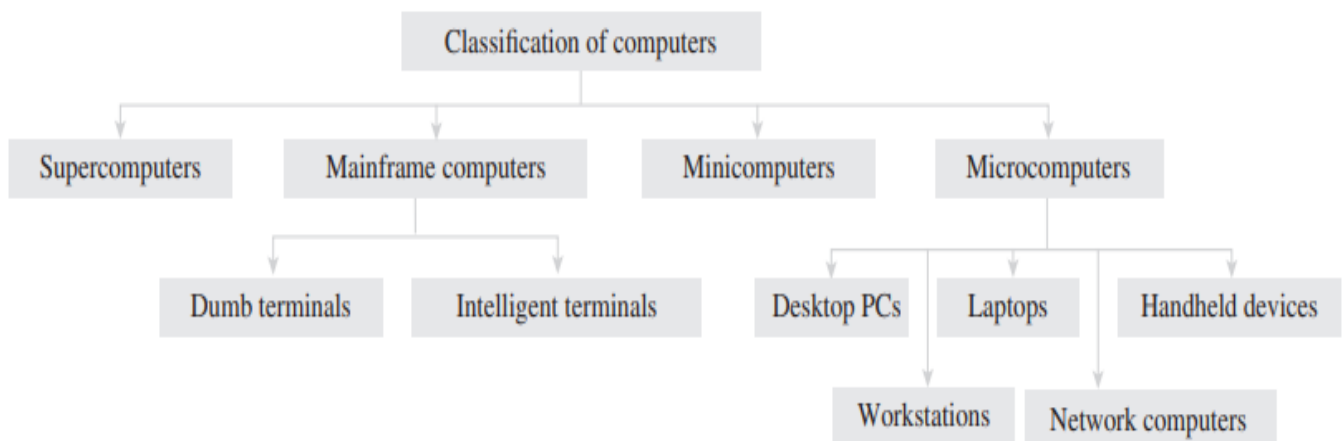 Classification of computers
Supercomputers
Mainframe computers
Minicomputers
Microcomputers
Dumb terminals
Intelligent terminals
Desktop PCs
Laptops
Handheld devices
Workstations
Network computers